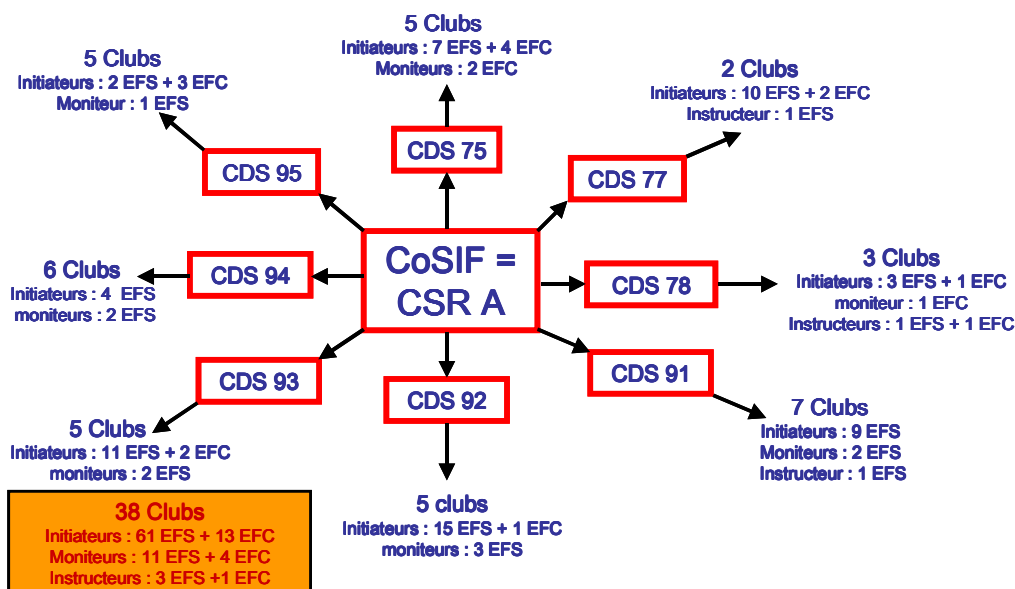 5 Clubs
Initiateurs : 7 EFS + 4 EFC
Moniteurs : 2 EFC
5 Clubs
Initiateurs : 2 EFS + 3 EFC
Moniteur : 1 EFS
2 Clubs
Initiateurs : 10 EFS + 2 EFC
Instructeur : 1 EFS
CDS 75
CDS 95
CDS 77
CoSIF =
CSR A
6 Clubs
Initiateurs : 4 EFS
moniteurs : 2 EFS
CDS 94
CDS 78
3 Clubs
Initiateurs : 3 EFS + 1 EFC
moniteur : 1 EFC
Instructeurs : 1 EFS + 1 EFC
CDS 93
CDS 92
CDS 91
5 Clubs
Initiateurs : 11 EFS + 2 EFC
moniteurs : 2 EFS
7 Clubs
Initiateurs : 9 EFS
Moniteurs : 2 EFS
Instructeur : 1 EFS
5 clubs
Initiateurs : 15 EFS + 1 EFC
moniteurs : 3 EFS
38 Clubs
Initiateurs : 61 EFS + 13 EFC
Moniteurs : 11 EFS + 4 EFC
Instructeurs : 3 EFS +1 EFC